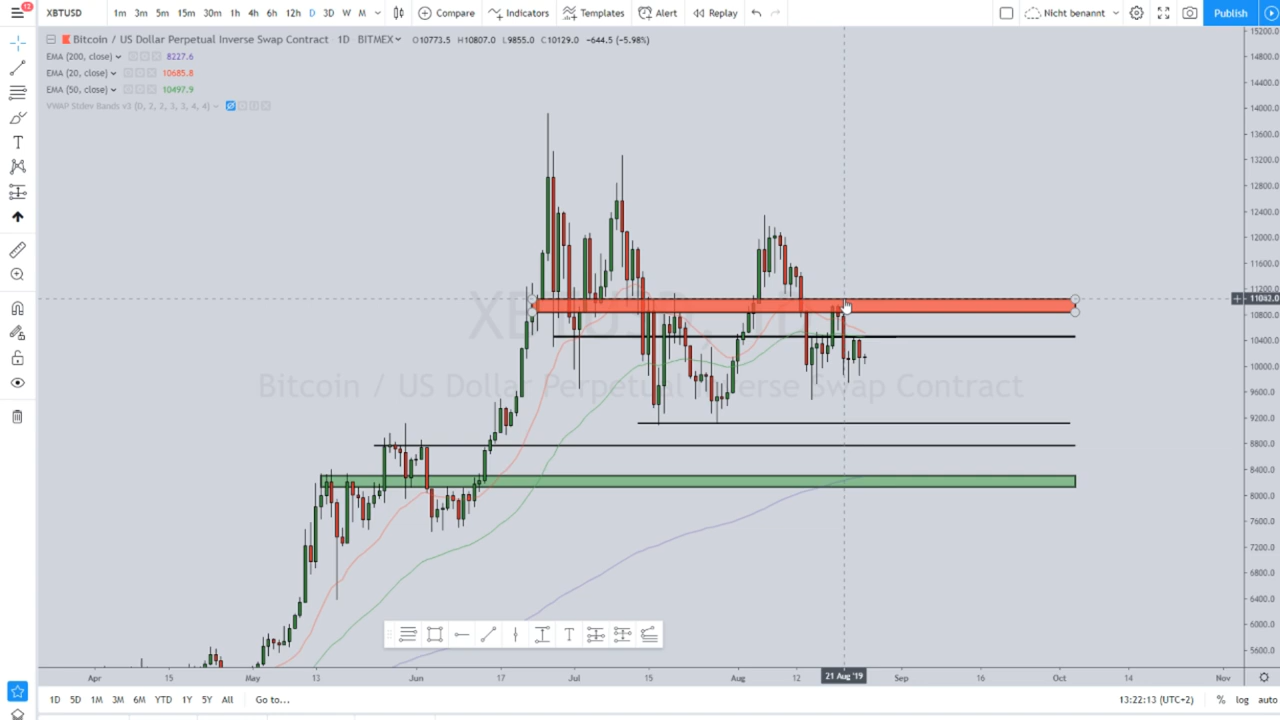 12 XBTUSD 1m 3m 5m 15m 30m 1h 4h 6h 12h D 3D W M Compare Indicators Templates Alert Replay Nicht benannt Publish
Bitcoin / US Dollar Perpetual Inverse Swap Contract 1D BITMEX O10773.5 H10807.0 L9855.0 C10129.0 −644.5 (−5.98%)
EMA (200, close) 8227.6
EMA (20, close) 10685.8
EMA (50, close) 10497.9
VWAP Stdev Bands v3 (D, 2, 2, 3, 3, 4, 4)
15200.0
14800.0
14400.0
14000.0
13600.0
13200.0
12800.0
12400.0
12000.0
11600.0
11200.0
11042.0
10800.0
10400.0
10000.0
9600.0
9200.0
8800.0
8400.0
8000.0
7600.0
7200.0
6800.0
6400.0
6000.0
5600.0
Bitcoin / US Dollar Perpetual Inverse Swap Contract
Apr 15 May 13 Jun 17 Jul 15 Aug 12 21 Aug '19 Sep 16 Oct 14 Nov
1D 5D 1M 3M 6M YTD 1Y 5Y All Go to... 13:22:13 (UTC+2) % log auto